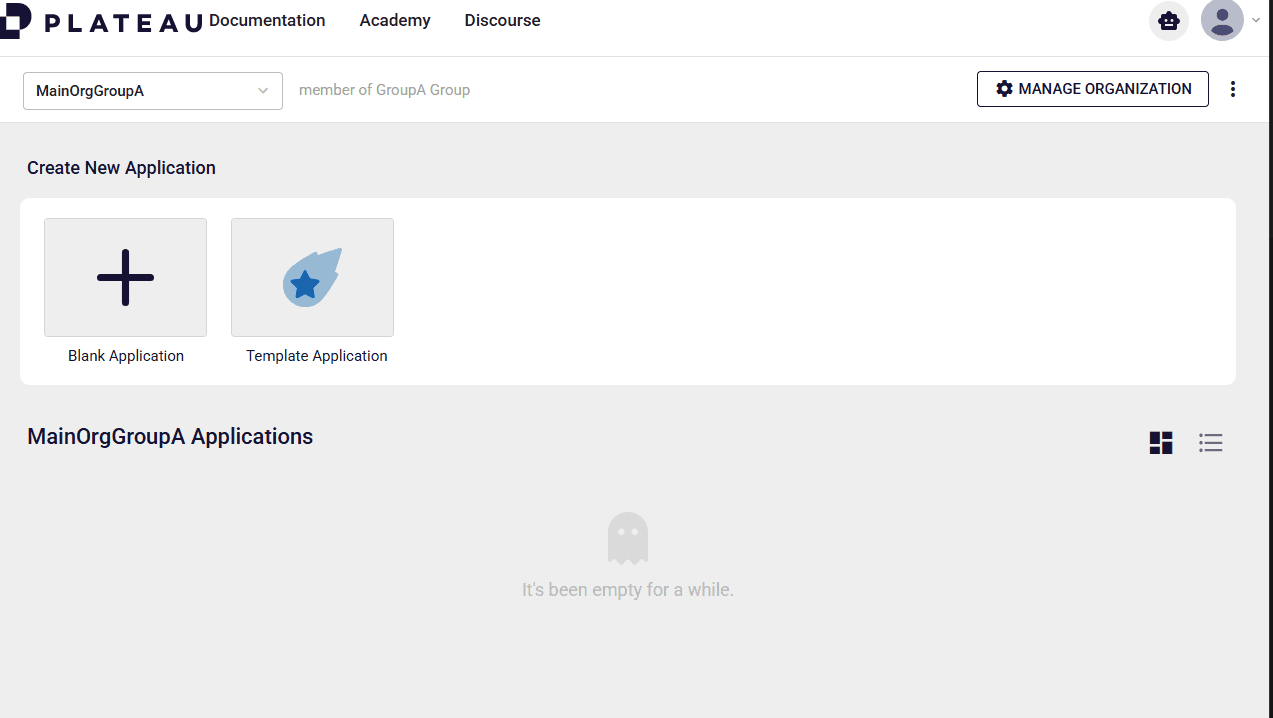 PLATEAU Documentation Academy Discourse
MainOrgGroupA member of GroupA Group MANAGE ORGANIZATION
Create New Application
Blank Application Template Application
MainOrgGroupA Applications
It's been empty for a while.